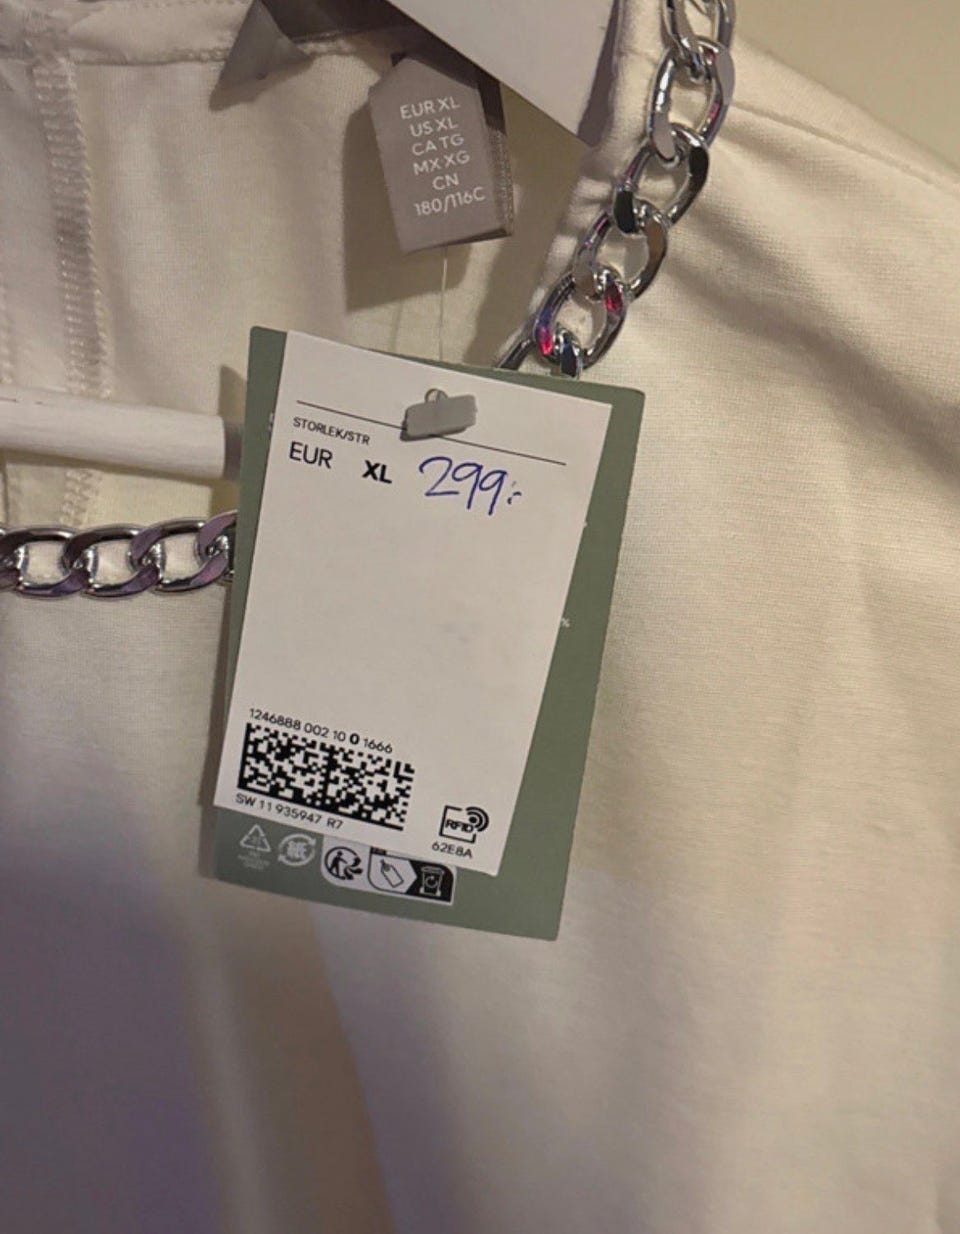 EUR XL
US XL
CA TG
MX XG
CN
180/116C
STORLEK/STR
EUR XL 299:-
1246888 002 10 0 1666
SW 11 935947 R7
RFID
62E8A
%